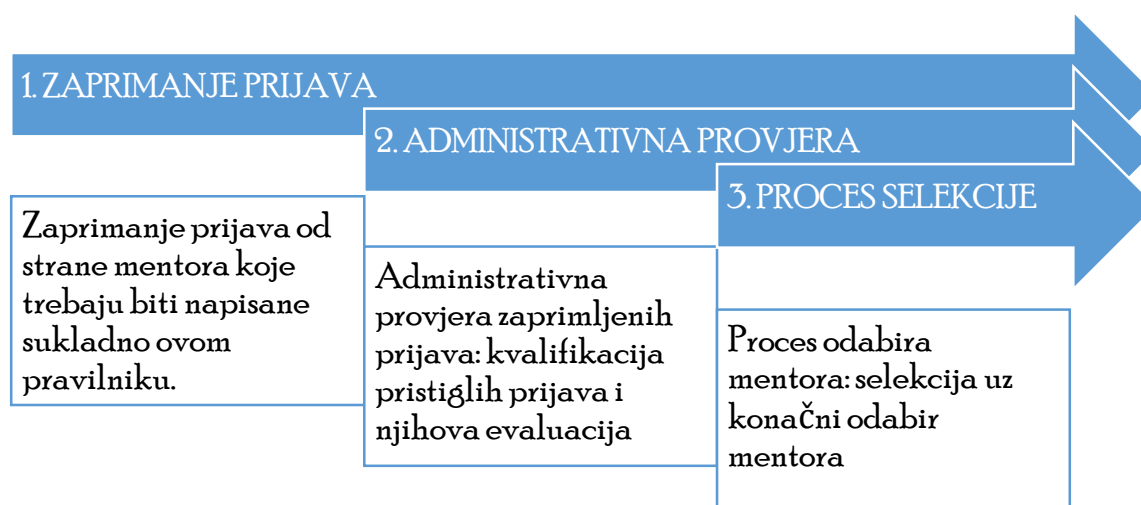 1. ZAPRIMANJE PRIJAVA
2. ADMINISTRATIVNA PROVJERA
3. PROCES SELEKCIJE
Zaprimanje prijava od
strane mentora koje
trebaju biti napisane
sukladno ovom
pravilniku.
Administrativna
provjera zaprimljenih
prijava: kvalifikacija
pristiglih prijava i
njihova evaluacija
Proces odabira
mentora: selekcija uz
konačni odabir
mentora